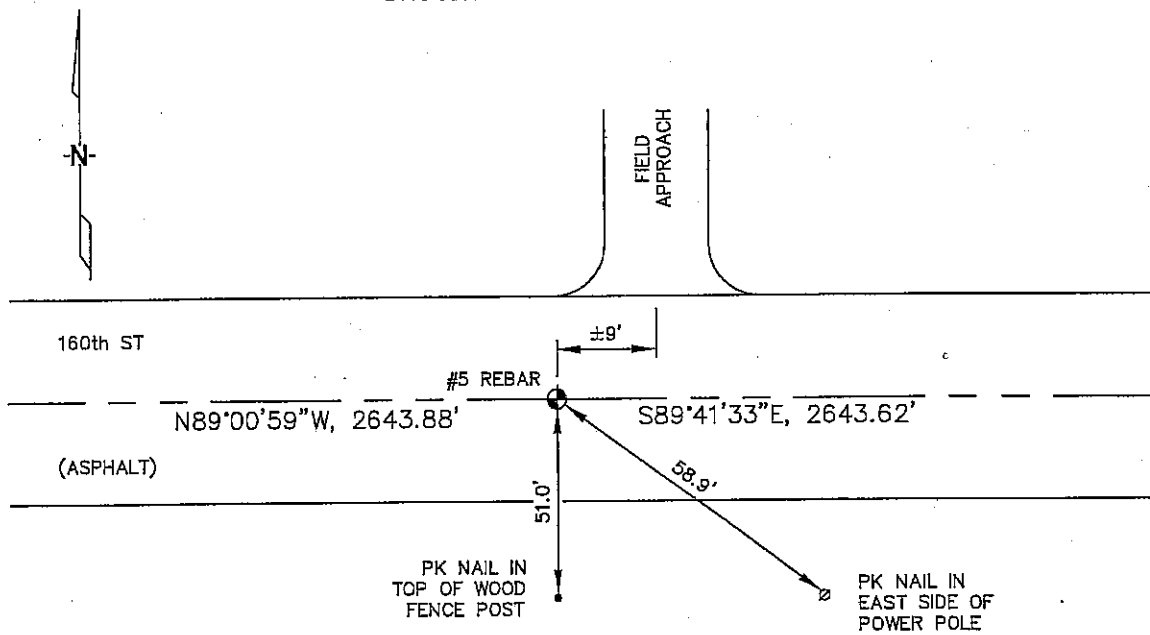 -N-
FIELD
APPROACH
160th ST
±9'
#5 REBAR
N89°00'59"W, 2643.88'
S89°41'33"E, 2643.62'
(ASPHALT)
51.0'
58.9'
PK NAIL IN
TOP OF WOOD
FENCE POST
PK NAIL IN
EAST SIDE OF
POWER POLE